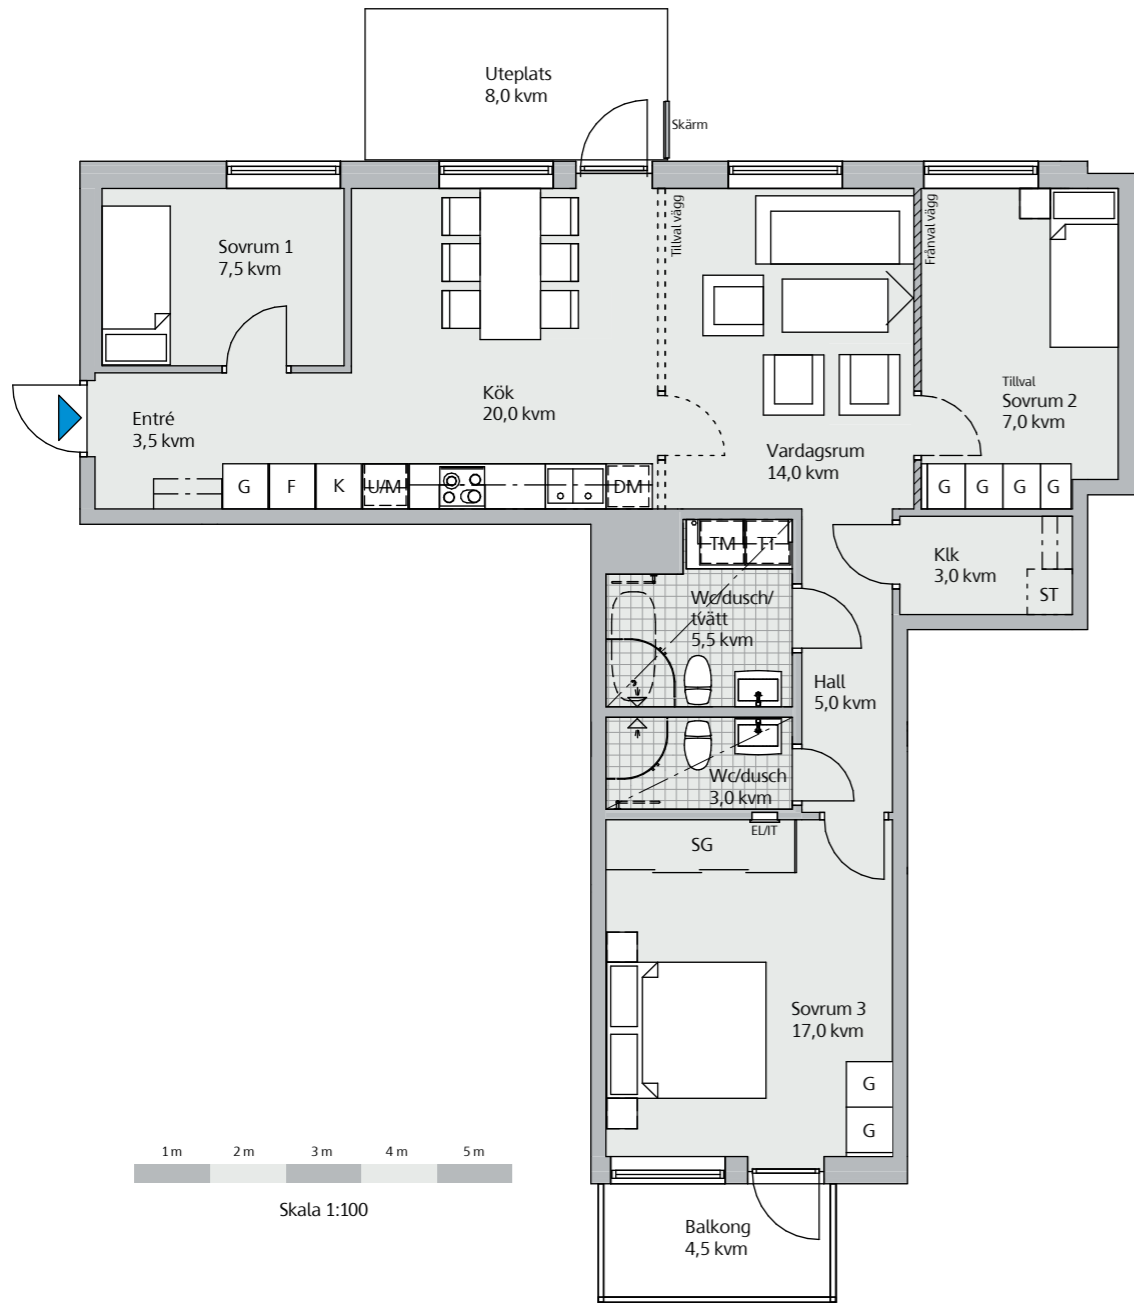 Uteplats
8,0 kvm
Skärm
Tillval vägg
Frånval vägg
Sovrum 1
7,5 kvm
Kök
20,0 kvm
Entré
3,5 kvm
Tillval
Sovrum 2
7,0 kvm
Vardagsrum
14,0 kvm
G F K U/M DM
G G G G
TM TT
Klk
3,0 kvm
ST
Wc/dusch/
tvätt
5,5 kvm
Hall
5,0 kvm
Wc/dusch
3,0 kvm
EL/IT
SG
Sovrum 3
17,0 kvm
G
G
1 m 2 m 3 m 4 m 5 m
Skala 1:100
Balkong
4,5 kvm